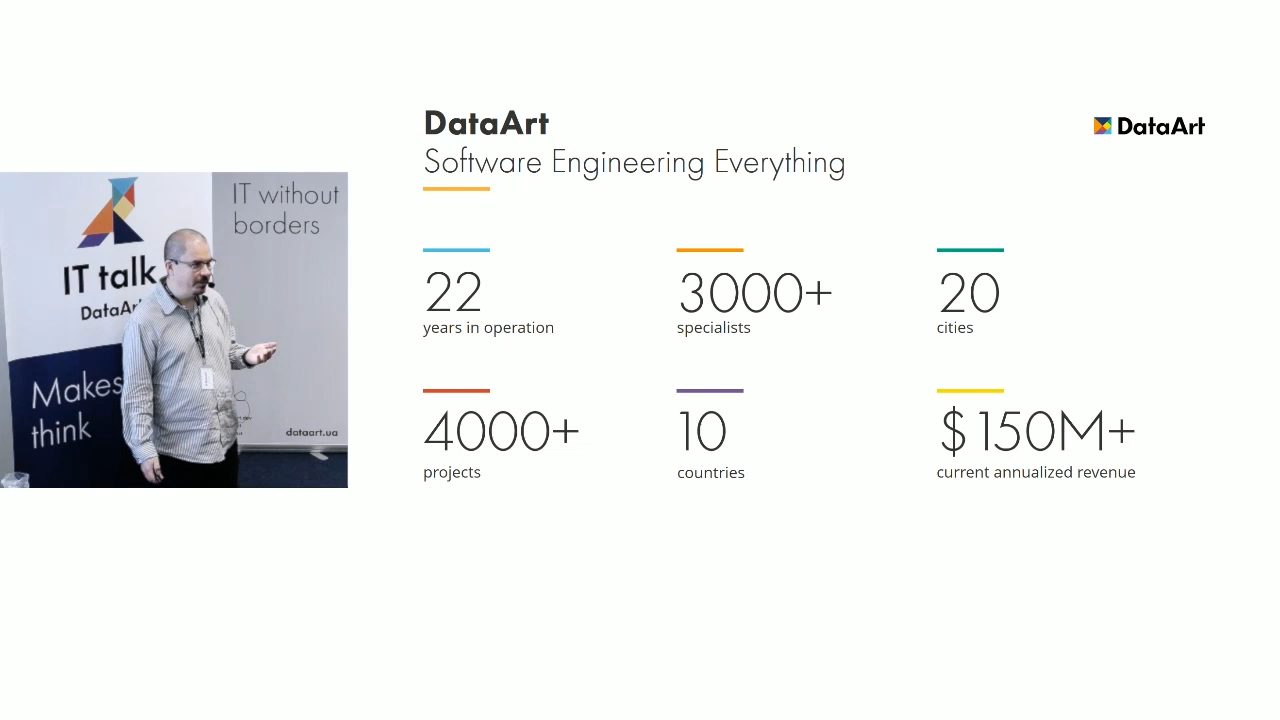 DataArt
Software Engineering Everything
DataArt
22
years in operation
3000+
specialists
20
cities
4000+
projects
10
countries
$150M+
current annualized revenue
IT without
borders
IT talk
Makes
think
dataart.ua